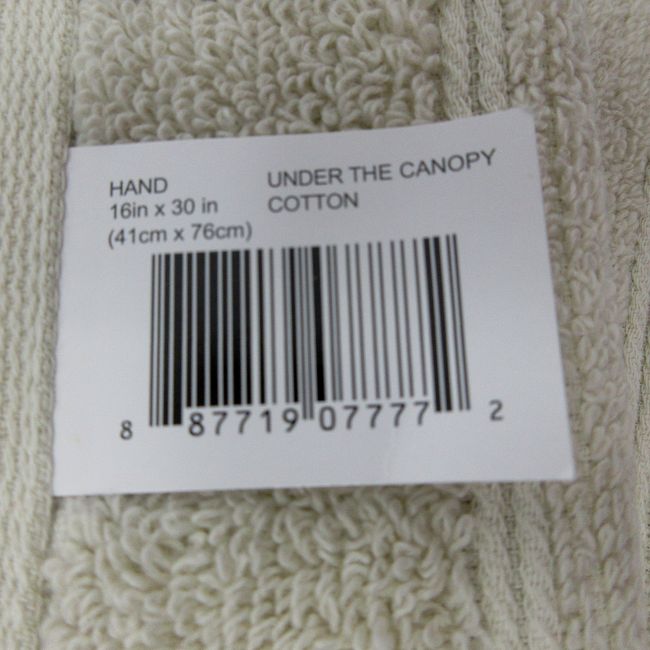 HAND
16in x 30 in
(41cm x 76cm)
UNDER THE CANOPY
COTTON
8 87719 07777 2